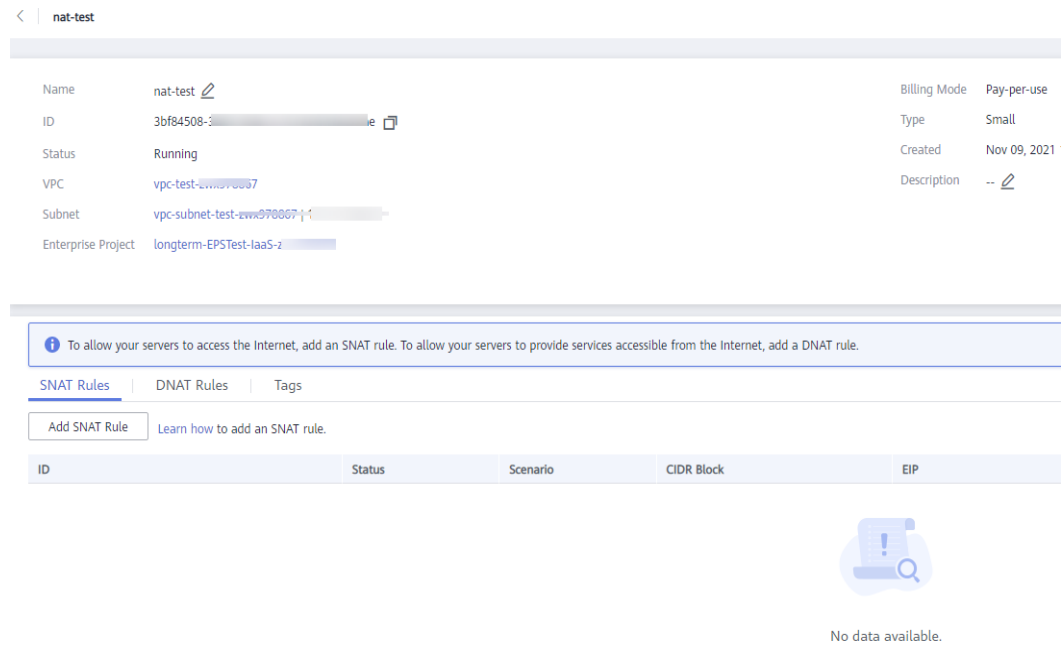 nat-test
Name nat-test
Billing Mode Pay-per-use
ID 3bf84508-
Type Small
Status Running
Created Nov 09, 2021
VPC vpc-test-
Description --
Subnet vpc-subnet-test-
Enterprise Project longterm-EPSTest-IaaS-z
To allow your servers to access the Internet, add an SNAT rule. To allow your servers to provide services accessible from the Internet, add a DNAT rule.
SNAT Rules DNAT Rules Tags
Add SNAT Rule Learn how to add an SNAT rule.
ID Status Scenario CIDR Block EIP
No data available.